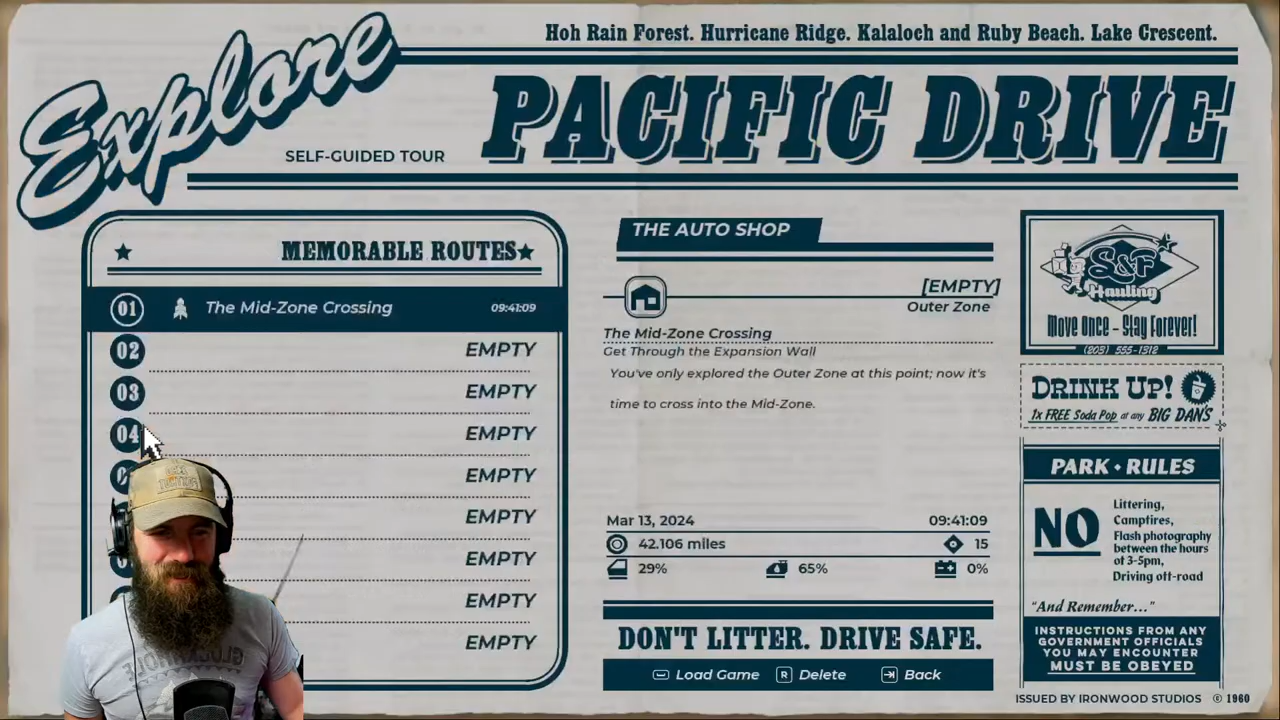 Hoh Rain Forest. Hurricane Ridge. Kalaloch and Ruby Beach. Lake Crescent.
Explore
PACIFIC DRIVE
SELF-GUIDED TOUR
MEMORABLE ROUTES
01 The Mid-Zone Crossing 09:41:09
02 EMPTY
03 EMPTY
04 EMPTY
EMPTY
EMPTY
EMPTY
EMPTY
EMPTY
THE AUTO SHOP
[EMPTY]
Outer Zone
The Mid-Zone Crossing
Get Through the Expansion Wall
You've only explored the Outer Zone at this point; now it's
time to cross into the Mid-Zone.
Mar 13, 2024 09:41:09
42.106 miles 15
29% 65% 0%
DON'T LITTER. DRIVE SAFE.
Load Game R Delete Back
S&F
Hauling
Move Once - Stay Forever!
(203) 555-1312
DRINK UP!
1x FREE Soda Pop at any BIG DAN'S
PARK • RULES
NO
Littering,
Campfires,
Flash photography
between the hours
of 3-5pm,
Driving off-road
"And Remember..."
INSTRUCTIONS FROM ANY
GOVERNMENT OFFICIALS
YOU MAY ENCOUNTER
MUST BE OBEYED
ISSUED BY IRONWOOD STUDIOS © 1960